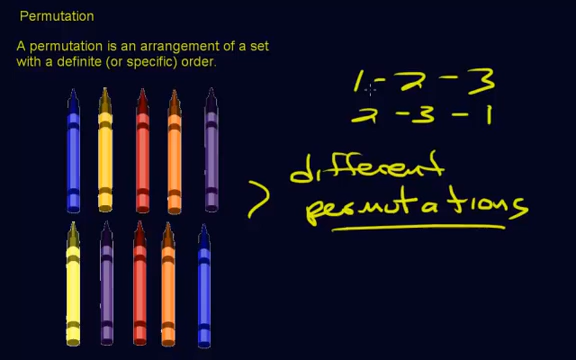 Permutation
A permutation is an arrangement of a set
with a definite (or specific) order.
1 - 2 - 3
2 - 3 - 1
> different
permutations